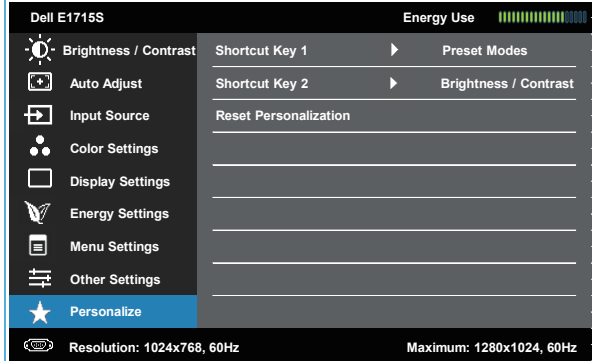 Dell E1715S Energy Use
Brightness / Contrast Shortcut Key 1 Preset Modes
Auto Adjust Shortcut Key 2 Brightness / Contrast
Input Source Reset Personalization
Color Settings
Display Settings
Energy Settings
Menu Settings
Other Settings
Personalize
Resolution: 1024x768, 60Hz Maximum: 1280x1024, 60Hz